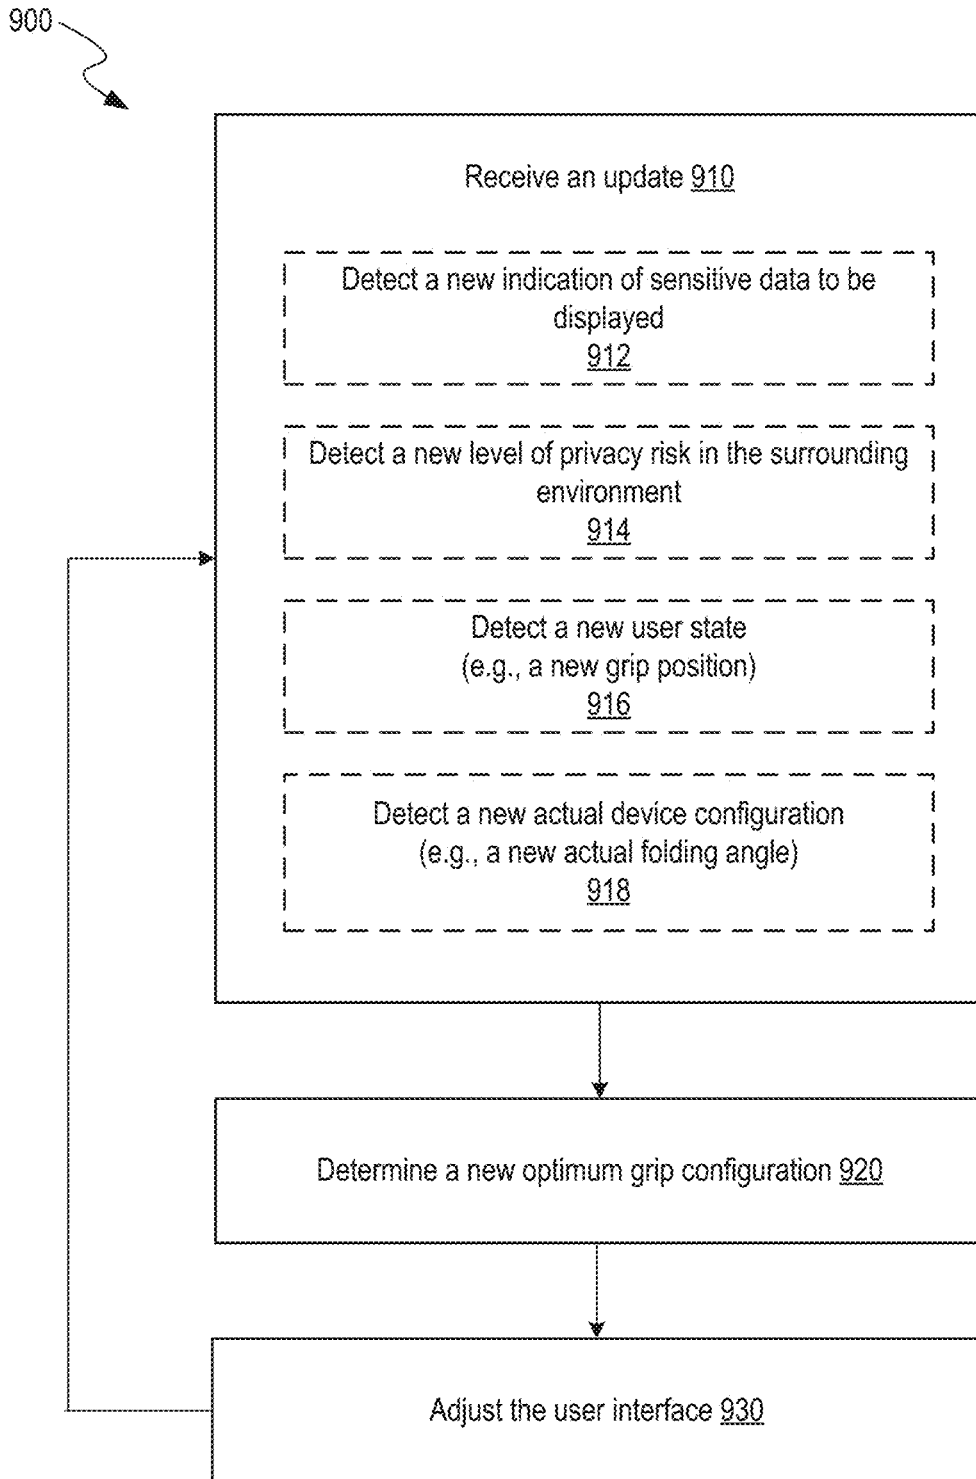 900
Receive an update 910
Detect a new indication of sensitive data to be
displayed
912
Detect a new level of privacy risk in the surrounding
environment
914
Detect a new user state
(e.g., a new grip position)
916
Detect a new actual device configuration
(e.g., a new actual folding angle)
918
Determine a new optimum grip configuration 920
Adjust the user interface 930